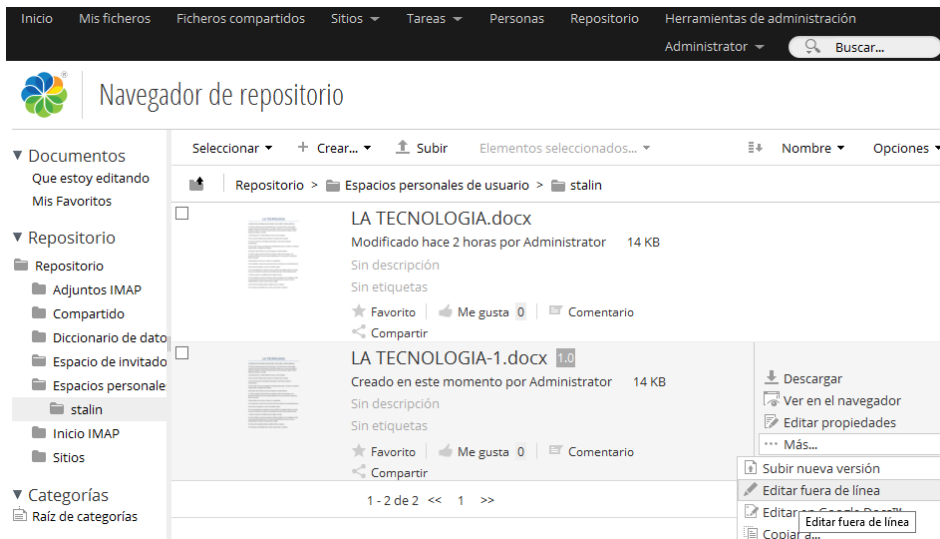 Inicio Mis ficheros Ficheros compartidos Sitios Tareas Personas Repositorio Herramientas de administración
Administrator Buscar...
Navegador de repositorio
Documentos
Que estoy editando
Mis Favoritos
Repositorio
Repositorio
Adjuntos IMAP
Compartido
Diccionario de dato
Espacio de invitado
Espacios personale
stalin
Inicio IMAP
Sitios
Categorías
Raíz de categorías
Seleccionar Crear... Subir Elementos seleccionados... Nombre Opciones
Repositorio > Espacios personales de usuario > stalin
LA TECNOLOGIA.docx
Modificado hace 2 horas por Administrator 14 KB
Sin descripción
Sin etiquetas
Favorito Me gusta 0 Comentario
Compartir
LA TECNOLOGIA-1.docx 1.0
Creado en este momento por Administrator 14 KB
Sin descripción
Sin etiquetas
Favorito Me gusta 0 Comentario
Compartir
1 - 2 de 2 << 1 >>
Descargar
Ver en el navegador
Editar propiedades
Más...
Subir nueva versión
Editar fuera de línea
Editar
Editar fuera de línea
Copiar a...